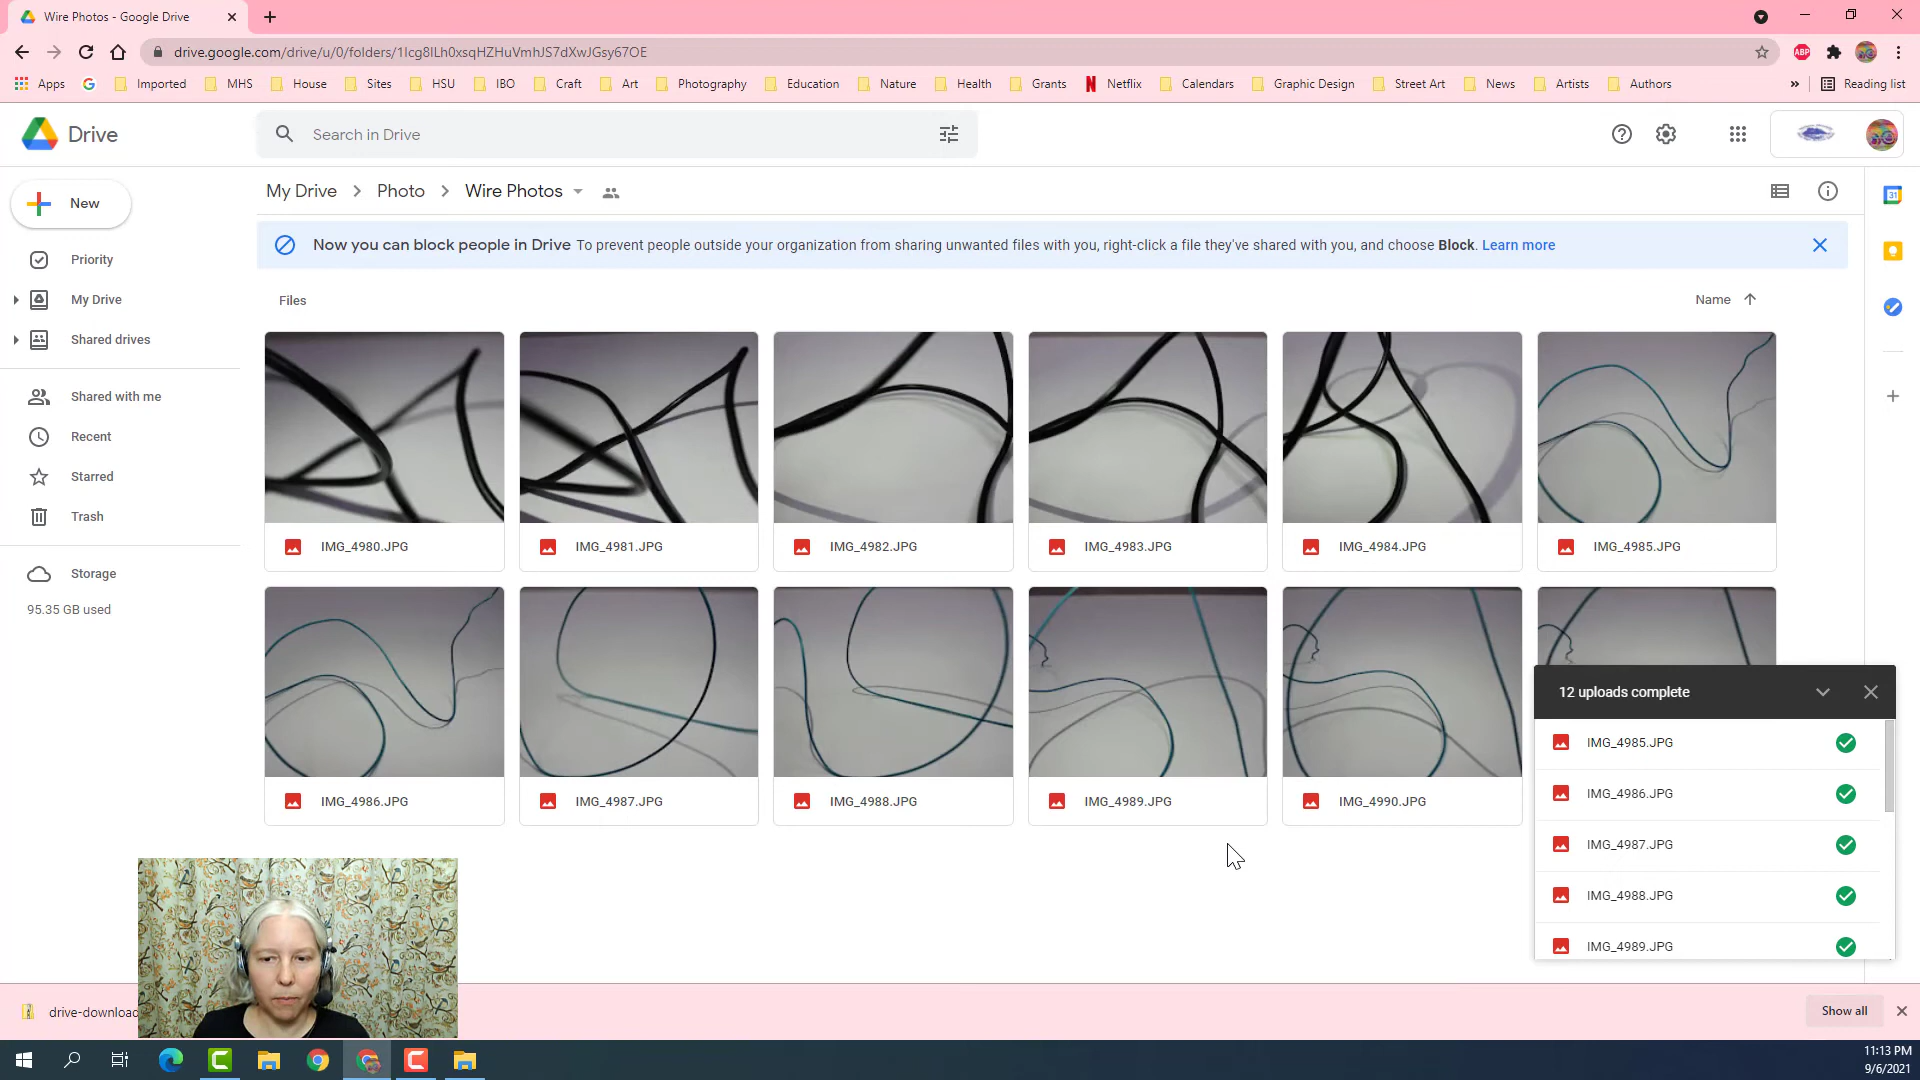 Wire Photos - Google Drive
drive.google.com/drive/u/0/folders/1Icg8ILh0xsqHZHuVmhJS7dXwJGsy67OE
ABP
Apps
Imported
MHS
House
Sites
HSU
IBO
Craft
Art
Photography
Education
Nature
Health
Grants
Netflix
Calendars
Graphic Design
Street Art
News
Artists
Authors
Reading list
Drive
Search in Drive
New
My Drive
Photo
Wire Photos
Now you can block people in Drive To prevent people outside your organization from sharing unwanted files with you, right-click a file they've shared with you, and choose Block. Learn more
31
Priority
My Drive
Shared drives
Shared with me
Recent
Starred
Trash
Storage
95.35 GB used
Files
Name
IMG_4980.JPG
IMG_4981.JPG
IMG_4982.JPG
IMG_4983.JPG
IMG_4984.JPG
IMG_4985.JPG
IMG_4986.JPG
IMG_4987.JPG
IMG_4988.JPG
IMG_4989.JPG
IMG_4990.JPG
12 uploads complete
IMG_4985.JPG
IMG_4986.JPG
IMG_4987.JPG
IMG_4988.JPG
IMG_4989.JPG
drive-download
Show all
11:13 PM
9/6/2021